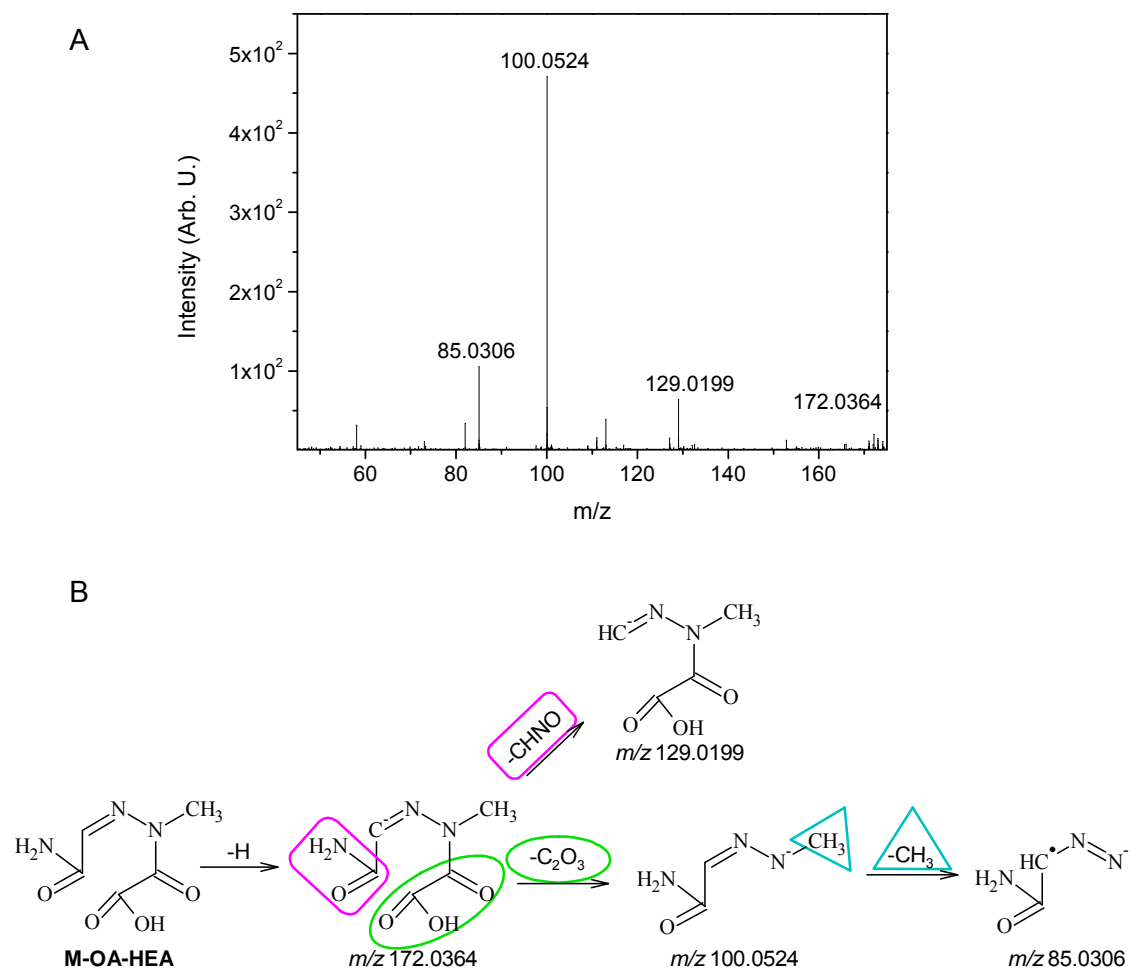 A
Intensity (Arb. U.)
5x10²
4x10²
3x10²
2x10²
1x10²
100.0524
85.0306
129.0199
172.0364
60 80 100 120 140 160
m/z
B
HC⁻ N N CH₃
O OH O
m/z 129.0199
-CHNO
H₂N O N N CH₃ O OH O
-H
H₂N O C⁻ N N CH₃ O OH O
-C₂O₃
H₂N O N N⁻ CH₃
-CH₃
H₂N O HC• N N⁻
M-OA-HEA
m/z 172.0364
m/z 100.0524
m/z 85.0306